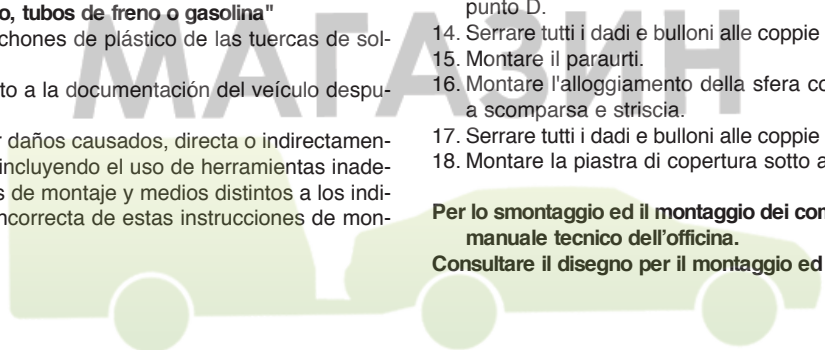 o, tubos de freno o gasolina"
chones de plástico de las tuercas de sol-
to a la documentación del veículo despu-
r daños causados, directa o indirectamen-
incluyendo el uso de herramientas inade-
s de montaje y medios distintos a los indi-
ncorrecta de estas instrucciones de mon-
punto D.
14. Serrare tutti i dadi e bulloni alle coppie
15. Montare il paraurti.
16. Montare l'alloggiamento della sfera co
a scomparsa e striscia.
17. Serrare tutti i dadi e bulloni alle coppie
18. Montare la piastra di copertura sotto a
Per lo smontaggio ed il montaggio dei com
manuale tecnico dell'officina.
Consultare il disegno per il montaggio ed
МАГАЗИН